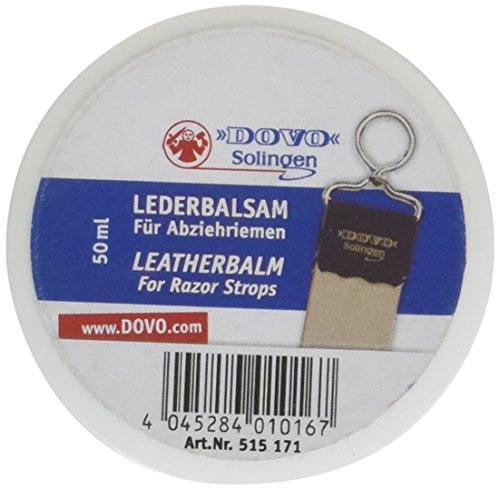 »DOVO«
Solingen
LEDERBALSAM
Für Abziehriemen
50 ml
LEATHERBALM
For Razor Strops
»DOVO«
Solingen
www.DOVO.com
4 045284 010167
Art.Nr. 515 171